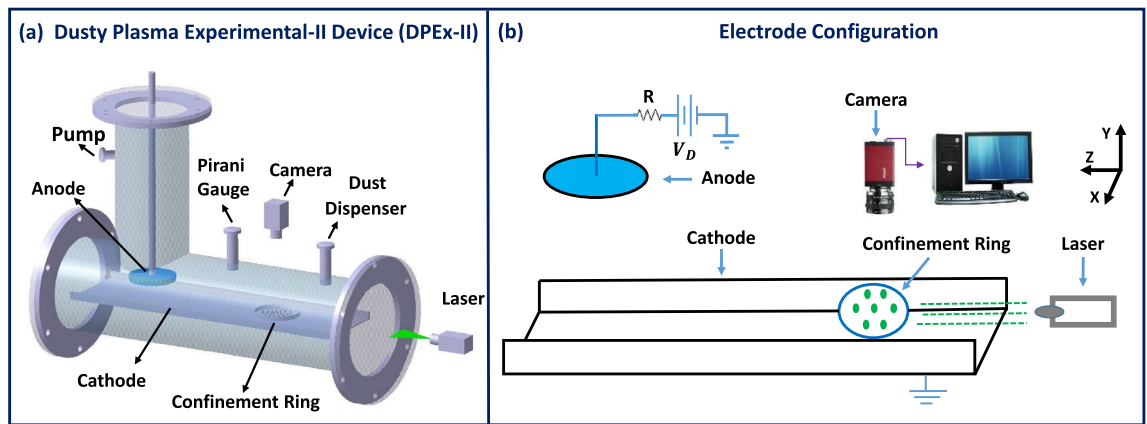 (a) Dusty Plasma Experimental-II Device (DPEx-II)
Pump
Anode
Pirani
Gauge
Camera
Dust
Dispenser
Laser
Cathode
Confinement Ring
(b) Electrode Configuration
R
V_D
Anode
Camera
Y
Z
X
Cathode
Confinement Ring
Laser